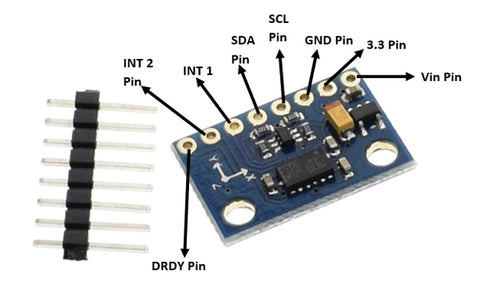 SCL
Pin
SDA
Pin
GND Pin
3.3 Pin
INT 2
Pin
INT 1
Vin Pin
Y
X
Z
DRDY Pin